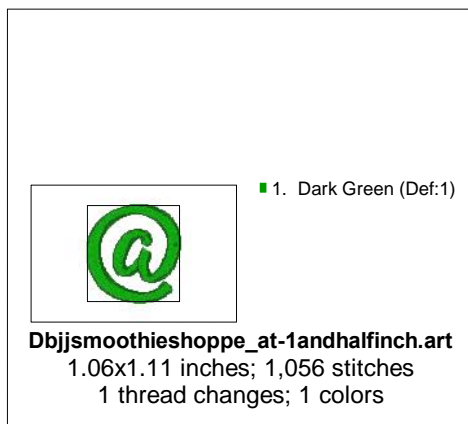 1. Dark Green (Def:1)
@
Dbjjsmoothieshoppe_at-1andhalfinch.art
1.06x1.11 inches; 1,056 stitches
1 thread changes; 1 colors